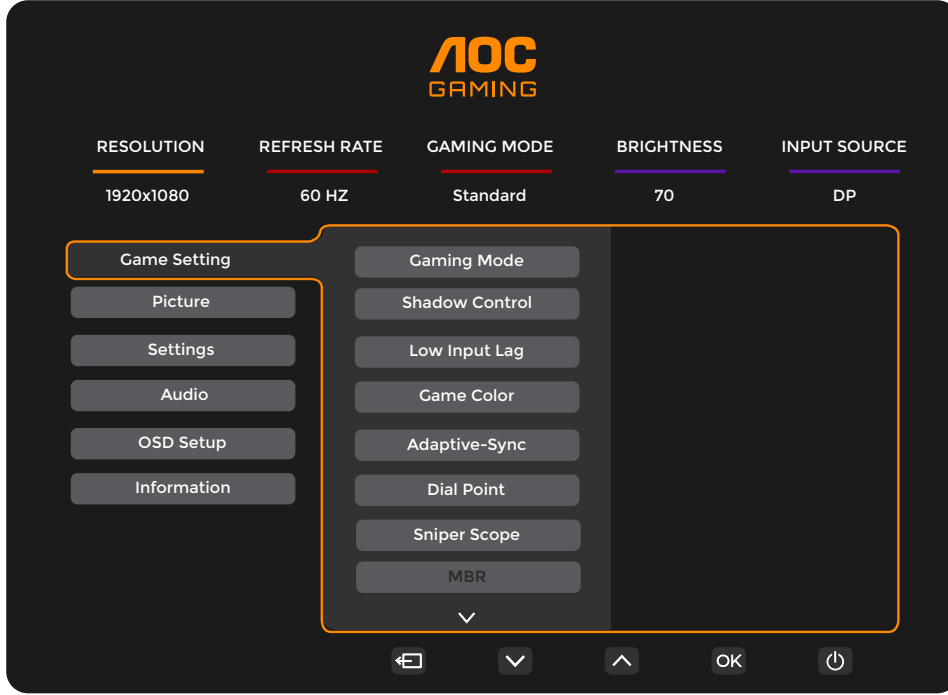 AOC
GAMING
RESOLUTION REFRESH RATE GAMING MODE BRIGHTNESS INPUT SOURCE
1920x1080 60 HZ Standard 70 DP
Game Setting
Picture
Settings
Audio
OSD Setup
Information
Gaming Mode
Shadow Control
Low Input Lag
Game Color
Adaptive-Sync
Dial Point
Sniper Scope
MBR
OK